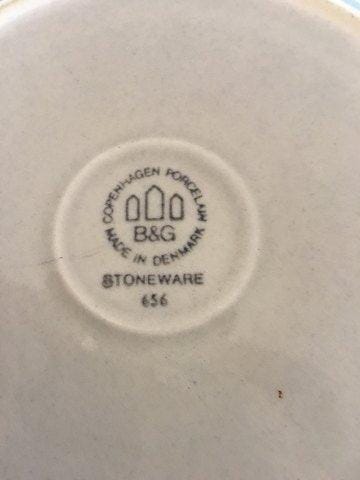 COPENHAGEN PORCELAIN
B&G
MADE IN DENMARK
STONEWARE
656